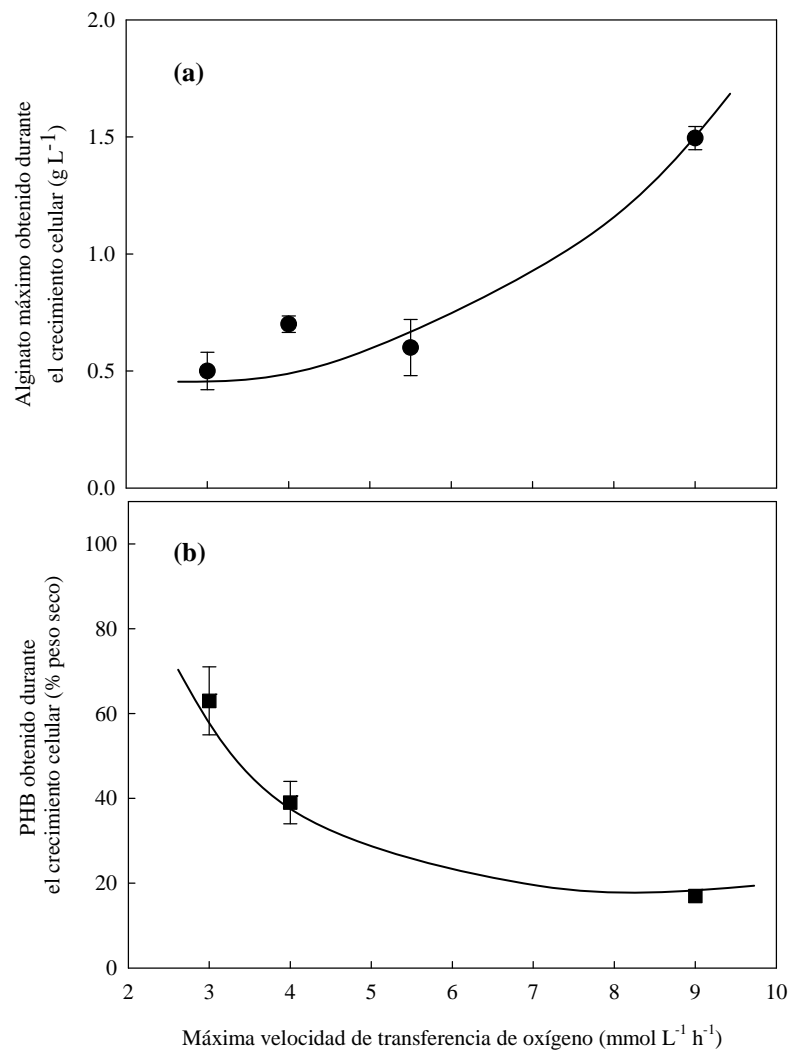 2.0
(a)
1.5
1.0
0.5
0.0
Alginato máximo obtenido durante
el crecimiento celular (g L-1)
100
(b)
80
60
40
20
0
PHB obtenido durante
el crecimiento celular (% peso seco)
2 3 4 5 6 7 8 9 10
Máxima velocidad de transferencia de oxígeno (mmol L-1 h-1)